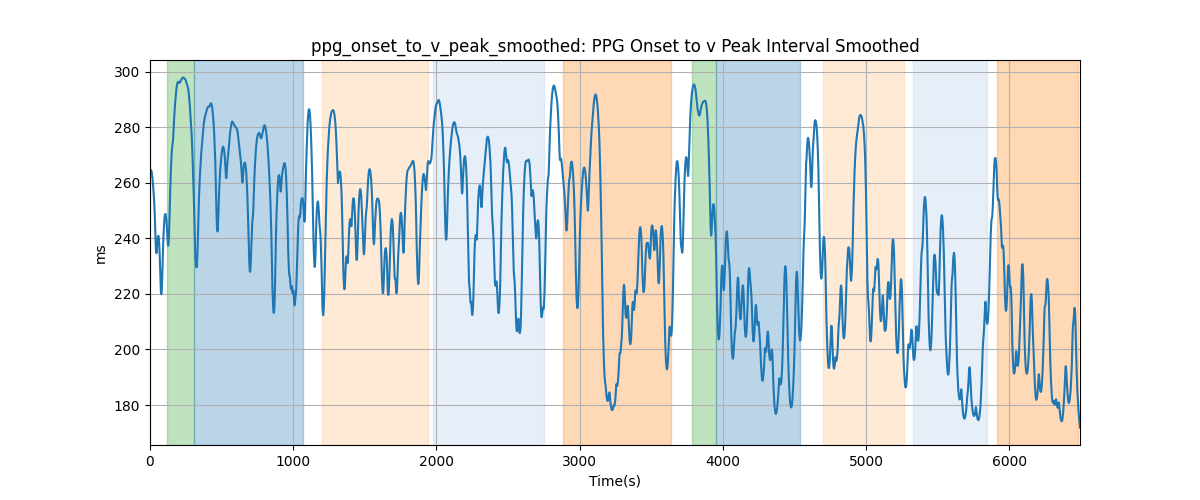 ppg_onset_to_v_peak_smoothed: PPG Onset to v Peak Interval Smoothed
300
280
260
240
220
200
180
ms
0 1000 2000 3000 4000 5000 6000
Time(s)